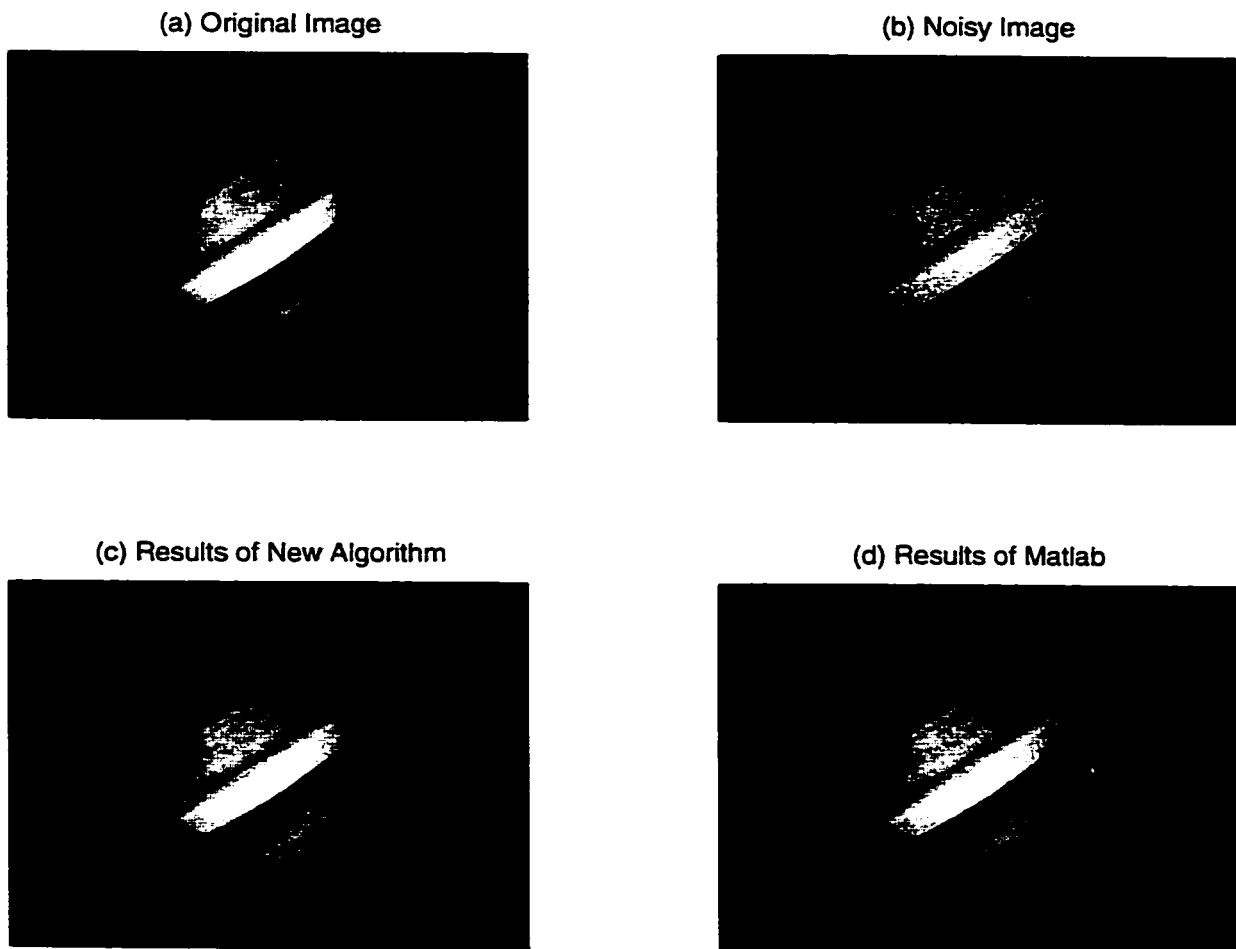 (a) Original Image
(b) Noisy Image
(c) Results of New Algorithm
(d) Results of Matlab